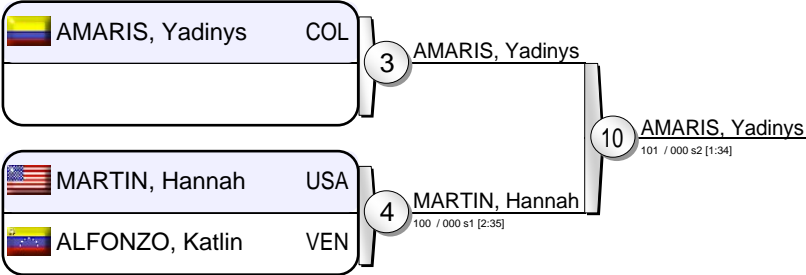 AMARIS, Yadinys COL
3
AMARIS, Yadinys
10
AMARIS, Yadinys
101 / 000 s2 [1:34]
MARTIN, Hannah USA
ALFONZO, Katlin VEN
4
MARTIN, Hannah
100 / 000 s1 [2:35]